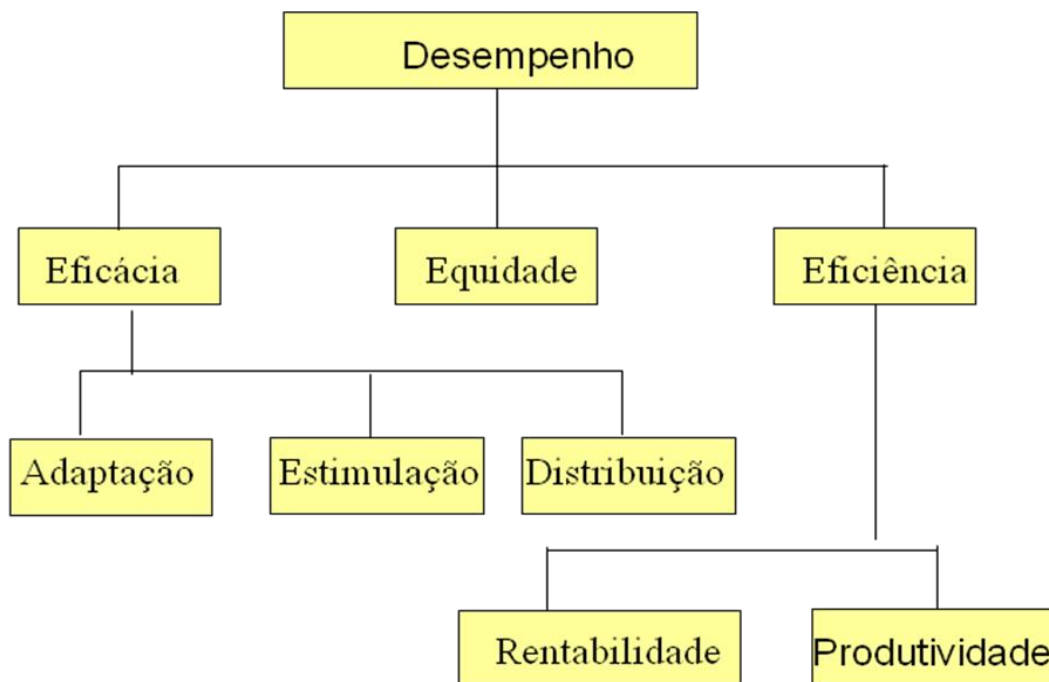 Desempenho
Eficácia
Equidade
Eficiência
Adaptação
Estimulação
Distribuição
Rentabilidade
Produtividade